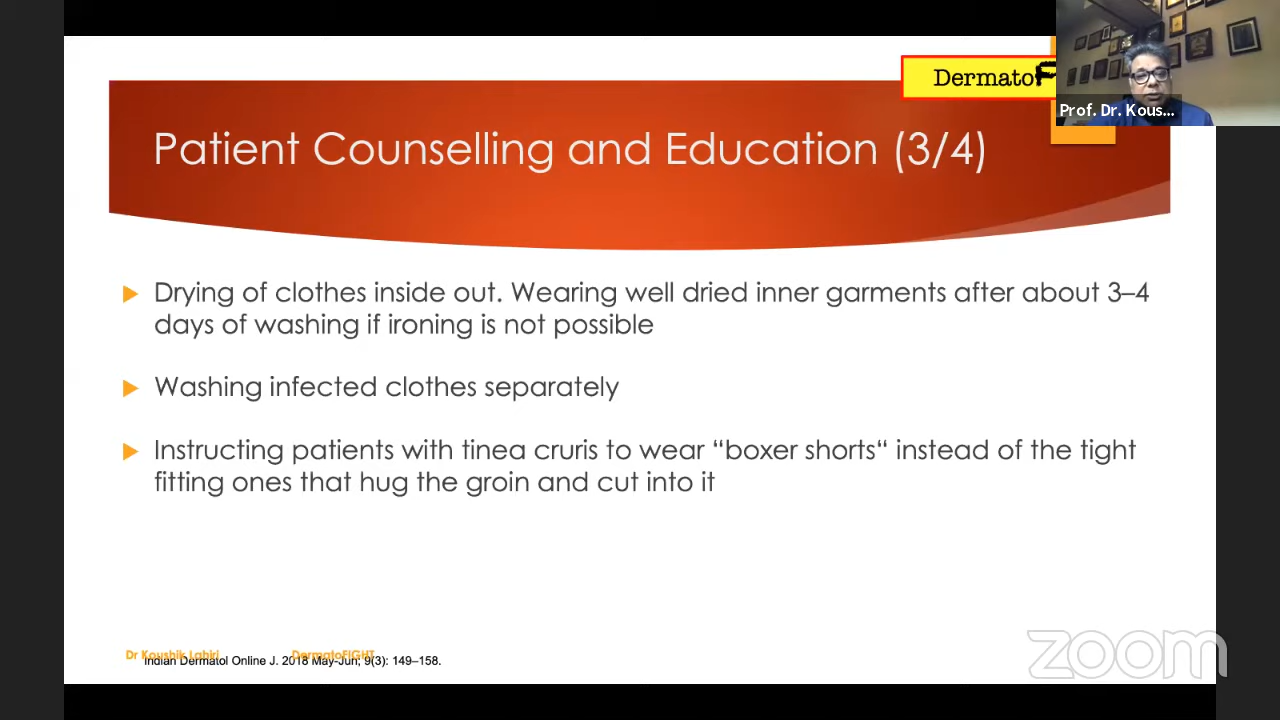 DermatoF
Prof. Dr. Kous...
Patient Counselling and Education (3/4)
Drying of clothes inside out. Wearing well dried inner garments after about 3–4
days of washing if ironing is not possible
Washing infected clothes separately
Instructing patients with tinea cruris to wear “boxer shorts“ instead of the tight
fitting ones that hug the groin and cut into it
Dr Koushik Lahiri DermatoFIGHT
Indian Dermatol Online J. 2018 May-Jun; 9(3): 149–158.
zoom